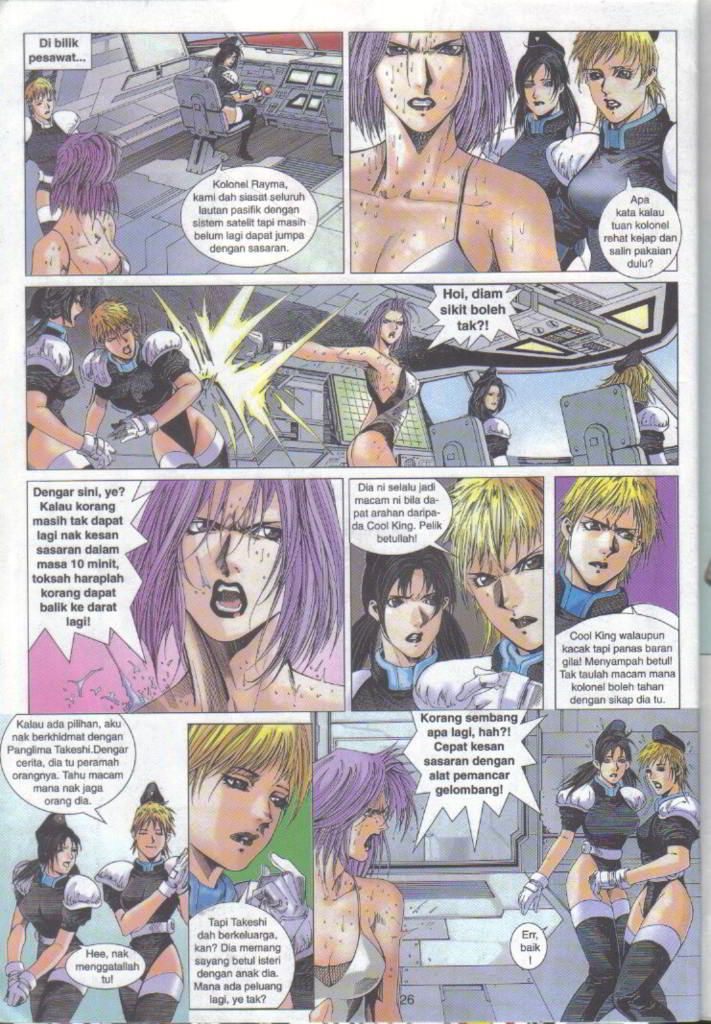 Di bilik
pesawat...
Kolonel Rayma,
kami dah siasat seluruh
lautan pasifik dengan
sistem satelit tapi masih
belum lagi dapat jumpa
dengan sasaran.
Apa
kata kalau
tuan kolonel
rehat kejap dan
salin pakaian
dulu?
Hoi, diam
sikit boleh
tak?!
Dengar sini, ye?
Kalau korang
masih tak dapat
lagi nak kesan
sasaran dalam
masa 10 minit,
toksah haraplah
korang dapat
balik ke darat
lagi!
Dia ni selalu jadi
macam ni bila da-
pat arahan daripa-
da Cool King. Pelik
betullah!
Cool King walaupun
kacak tapi panas baran
gila! Menyampah betul!
Tak taulah macam mana
kolonel boleh tahan
dengan sikap dia tu.
Kalau ada pilihan, aku
nak berkhidmat dengan
Panglima Takeshi.Dengar
cerita, dia tu peramah
orangnya. Tahu macam
mana nak jaga
orang dia.
Hee, nak
menggatallah
tu!
Tapi Takeshi
dah berkeluarga,
kan? Dia memang
sayang betul isteri
dengan anak dia.
Mana ada peluang
lagi, ye tak?
Korang sembang
apa lagi, hah?!
Cepat kesan
sasaran dengan
alat pemancar
gelombang!
Err,
baik
!
26